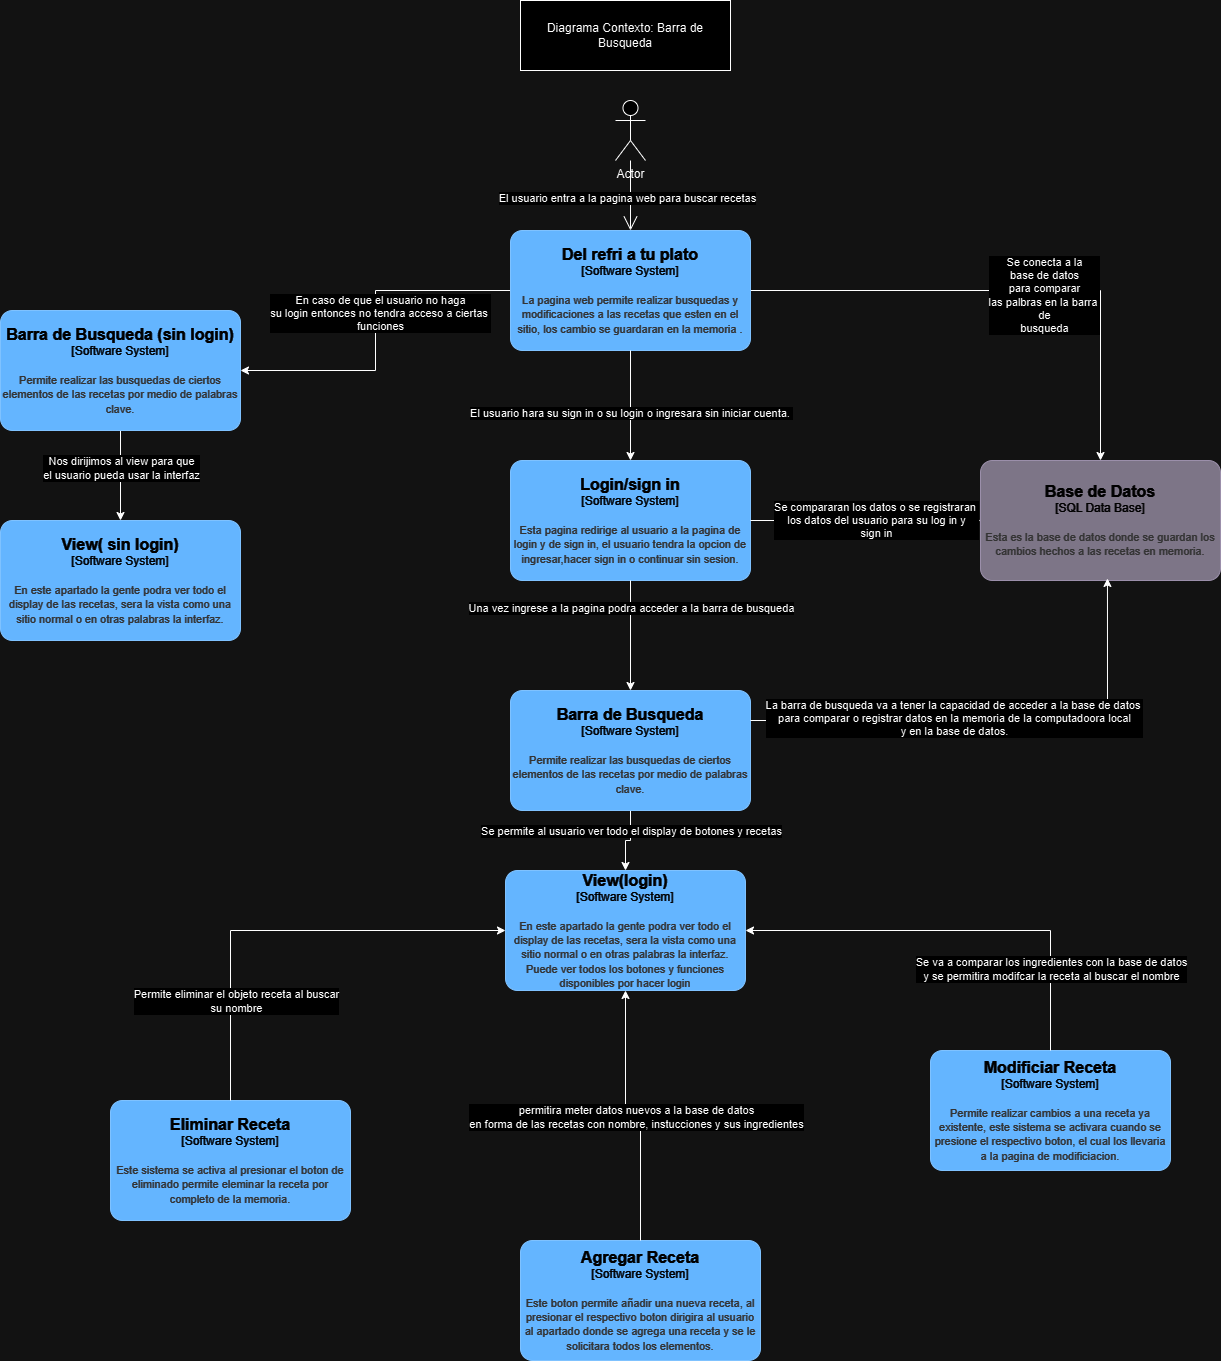 Diagrama Contexto: Barra de
Busqueda
Actor
El usuario entra a la pagina web para buscar recetas
Del refri a tu plato
[Software System]
La pagina web permite realizar busquedas y
modificaciones a las recetas que esten en el
sitio, los cambio se guardaran en la memoria .
Se conecta a la
base de datos
para comparar
las palbras en la barra
de
busqueda
En caso de que el usuario no haga
su login entonces no tendra acceso a ciertas
funciones
Barra de Busqueda (sin login)
[Software System]
Permite realizar las busquedas de ciertos
elementos de las recetas por medio de palabras
clave.
El usuario hara su sign in o su login o ingresara sin iniciar cuenta.
Nos dirijimos al view para que
el usuario pueda usar la interfaz
Login/sign in
[Software System]
Esta pagina redirige al usuario a la pagina de
login y de sign in, el usuario tendra la opcion de
ingresar,hacer sign in o continuar sin sesion.
Se compararan los datos o se registraran
los datos del usuario para su log in y
sign in
Base de Datos
[SQL Data Base]
Esta es la base de datos donde se guardan los
cambios hechos a las recetas en memoria.
View( sin login)
[Software System]
En este apartado la gente podra ver todo el
display de las recetas, sera la vista como una
sitio normal o en otras palabras la interfaz.
Una vez ingrese a la pagina podra acceder a la barra de busqueda
Barra de Busqueda
[Software System]
Permite realizar las busquedas de ciertos
elementos de las recetas por medio de palabras
clave.
La barra de busqueda va a tener la capacidad de acceder a la base de datos
para comparar o registrar datos en la memoria de la computadoora local
y en la base de datos.
Se permite al usuario ver todo el display de botones y recetas
View(login)
[Software System]
En este apartado la gente podra ver todo el
display de las recetas, sera la vista como una
sitio normal o en otras palabras la interfaz.
Puede ver todos los botones y funciones
disponibles por hacer login
Se va a comparar los ingredientes con la base de datos
y se permitira modifcar la receta al buscar el nombre
Permite eliminar el objeto receta al buscar
su nombre
Modificiar Receta
[Software System]
Permite realizar cambios a una receta ya
existente, este sistema se activara cuando se
presione el respectivo boton, el cual los llevaria
a la pagina de modificiacion.
permitira meter datos nuevos a la base de datos
en forma de las recetas con nombre, instucciones y sus ingredientes
Eliminar Receta
[Software System]
Este sistema se activa al presionar el boton de
eliminado permite eleminar la receta por
completo de la memoria.
Agregar Receta
[Software System]
Este boton permite añadir una nueva receta, al
presionar el respectivo boton dirigira al usuario
al apartado donde se agrega una receta y se le
solicitara todos los elementos.